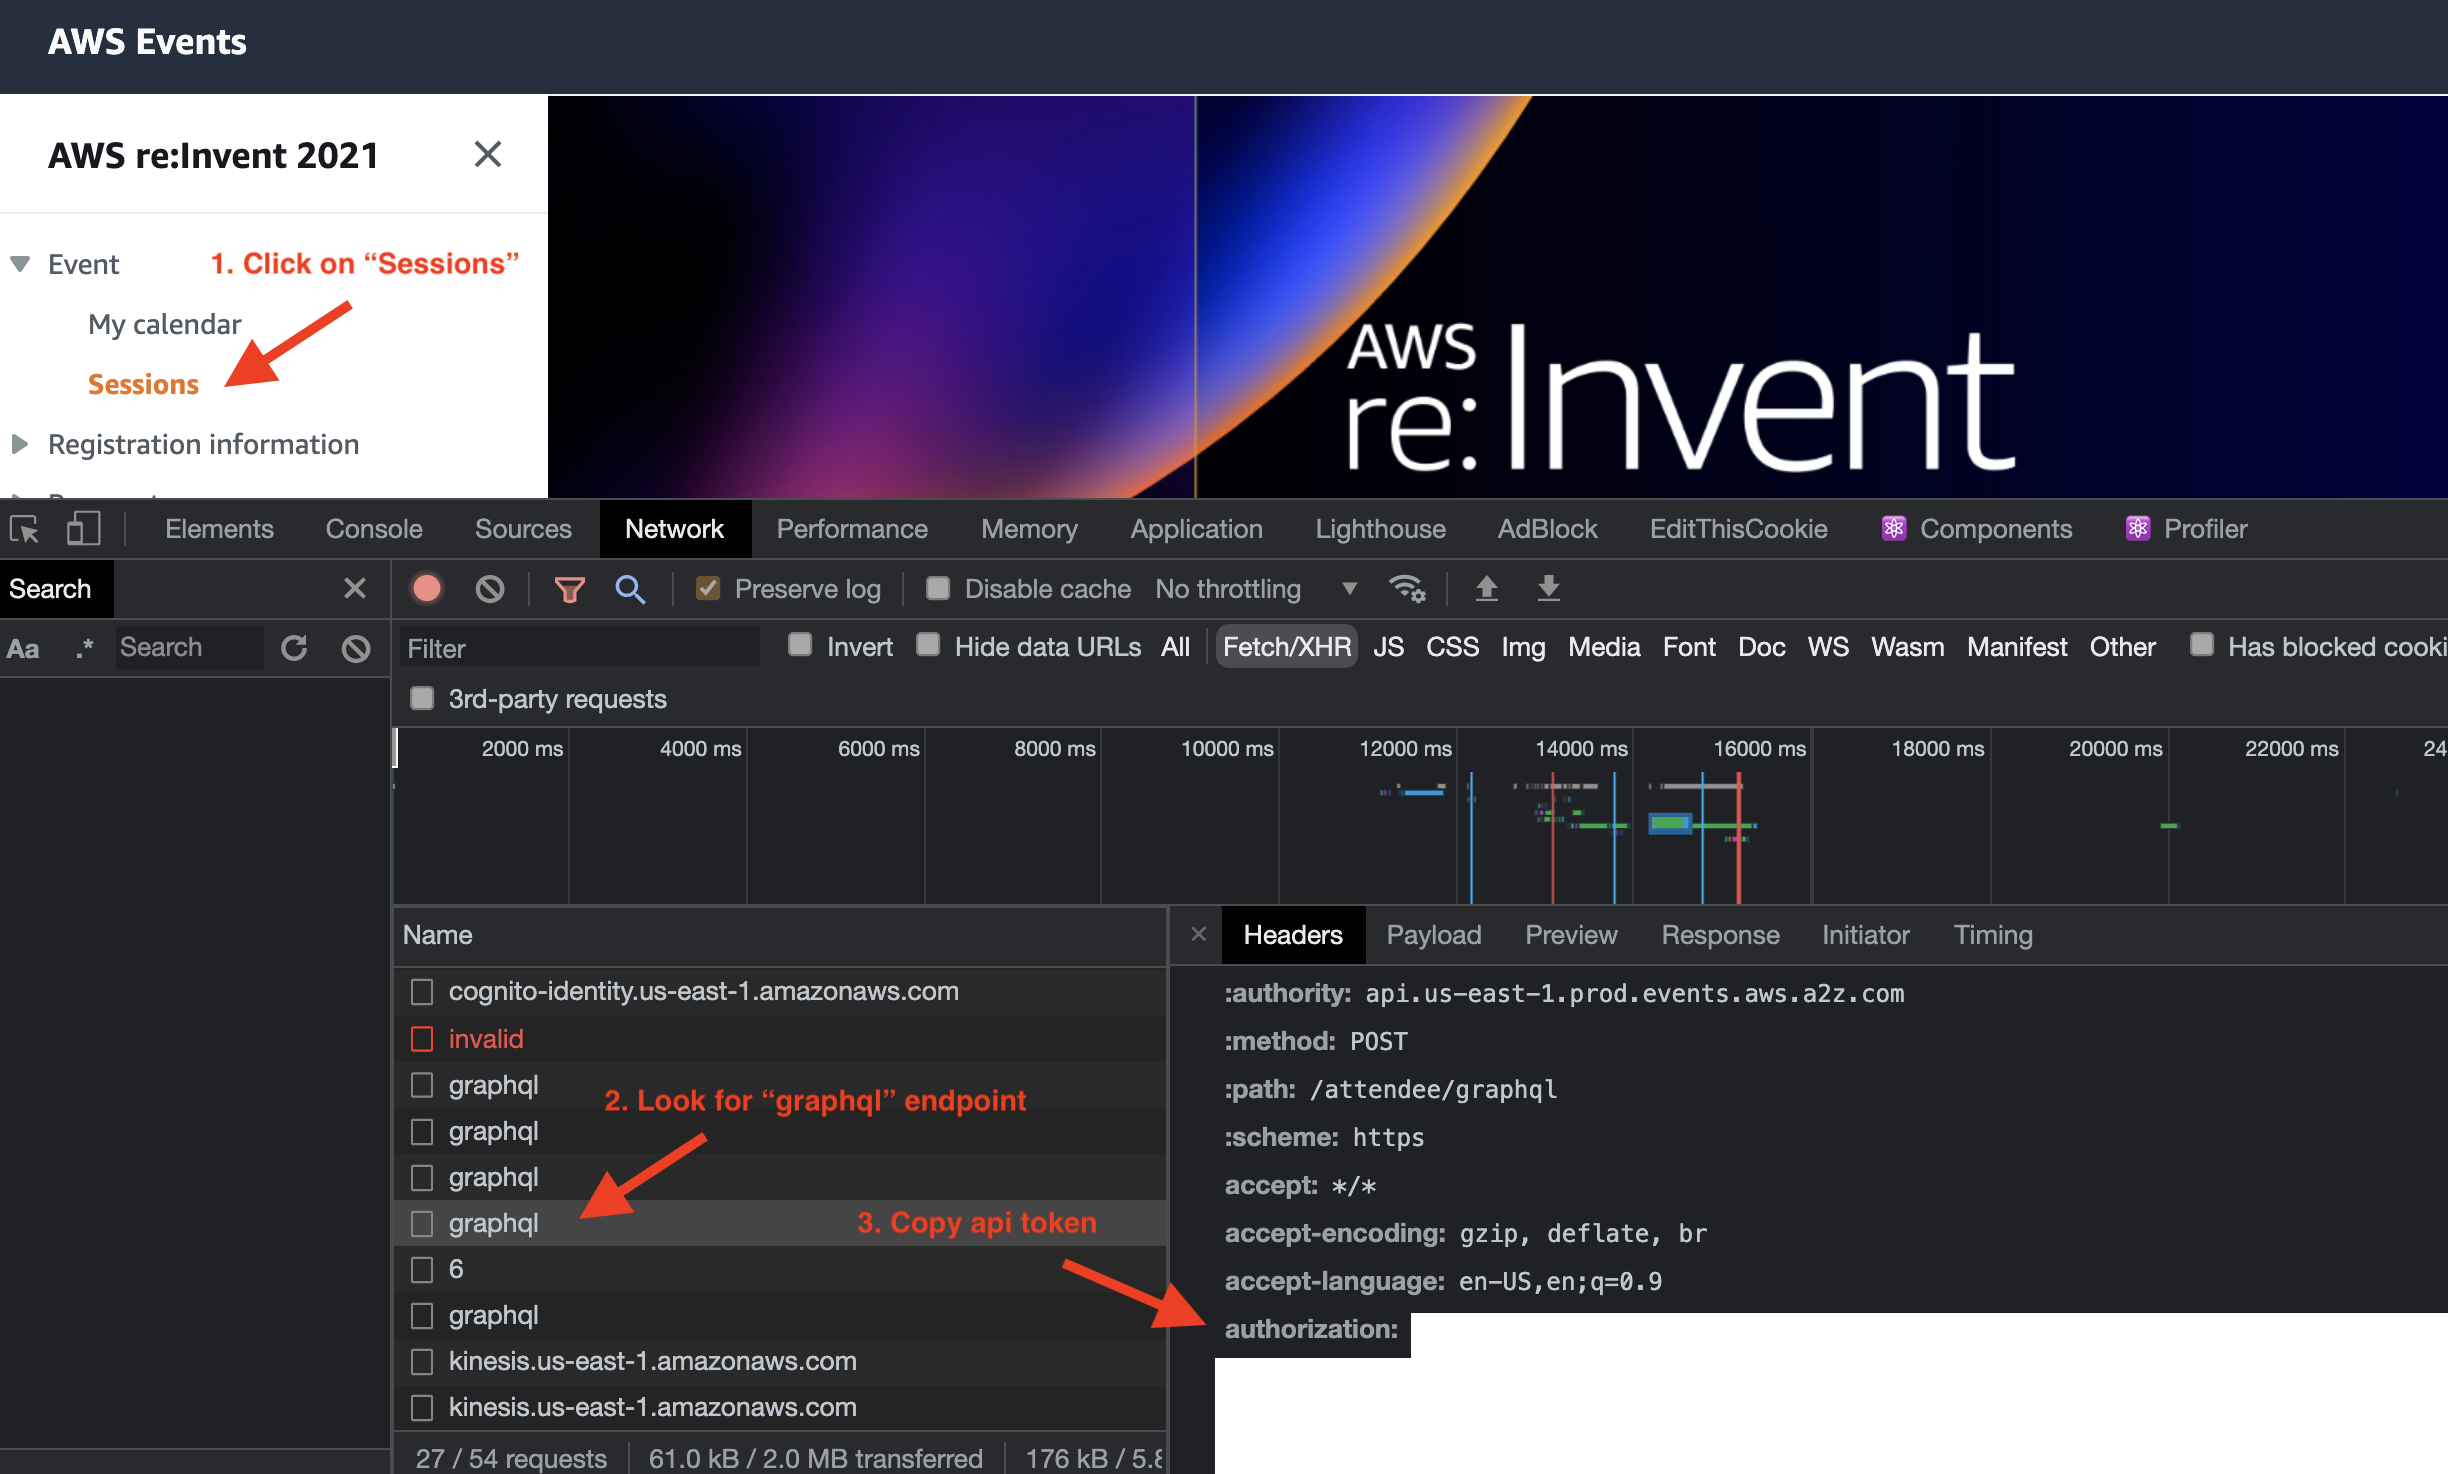 AWS Events
AWS re:Invent 2021
Event
1. Click on “Sessions”
My calendar
Sessions
Registration information
AWS
re:Invent
Elements Console Sources Network Performance Memory Application Lighthouse AdBlock EditThisCookie Components Profiler
Search
Preserve log Disable cache No throttling
Aa .* Search
Filter Invert Hide data URLs All Fetch/XHR JS CSS Img Media Font Doc WS Wasm Manifest Other Has blocked cooki
3rd-party requests
2000 ms 4000 ms 6000 ms 8000 ms 10000 ms 12000 ms 14000 ms 16000 ms 18000 ms 20000 ms 22000 ms 24
Name
cognito-identity.us-east-1.amazonaws.com
invalid
graphql
2. Look for “graphql” endpoint
graphql
graphql
graphql
3. Copy api token
6
graphql
kinesis.us-east-1.amazonaws.com
kinesis.us-east-1.amazonaws.com
27 / 54 requests 61.0 kB / 2.0 MB transferred 176 kB / 5.8
Headers Payload Preview Response Initiator Timing
:authority: api.us-east-1.prod.events.aws.a2z.com
:method: POST
:path: /attendee/graphql
:scheme: https
accept: */*
accept-encoding: gzip, deflate, br
accept-language: en-US,en;q=0.9
authorization: